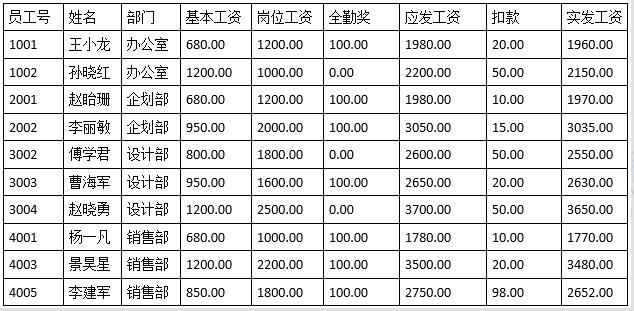 员工号 姓名 部门 基本工资 岗位工资 全勤奖 应发工资 扣款 实发工资
1001 王小龙 办公室 680.00 1200.00 100.00 1980.00 20.00 1960.00
1002 孙晓红 办公室 1200.00 1000.00 0.00 2200.00 50.00 2150.00
2001 赵眙珊 企划部 680.00 1200.00 100.00 1980.00 10.00 1970.00
2002 李丽敏 企划部 950.00 2000.00 100.00 3050.00 15.00 3035.00
3002 傅学君 设计部 800.00 1800.00 0.00 2600.00 50.00 2550.00
3003 曹海军 设计部 950.00 1600.00 100.00 2650.00 20.00 2630.00
3004 赵晓勇 设计部 1200.00 2500.00 0.00 3700.00 50.00 3650.00
4001 杨一凡 销售部 680.00 1000.00 100.00 1780.00 10.00 1770.00
4003 景昊星 销售部 1200.00 2200.00 100.00 3500.00 20.00 3480.00
4005 李建军 销售部 850.00 1800.00 100.00 2750.00 98.00 2652.00